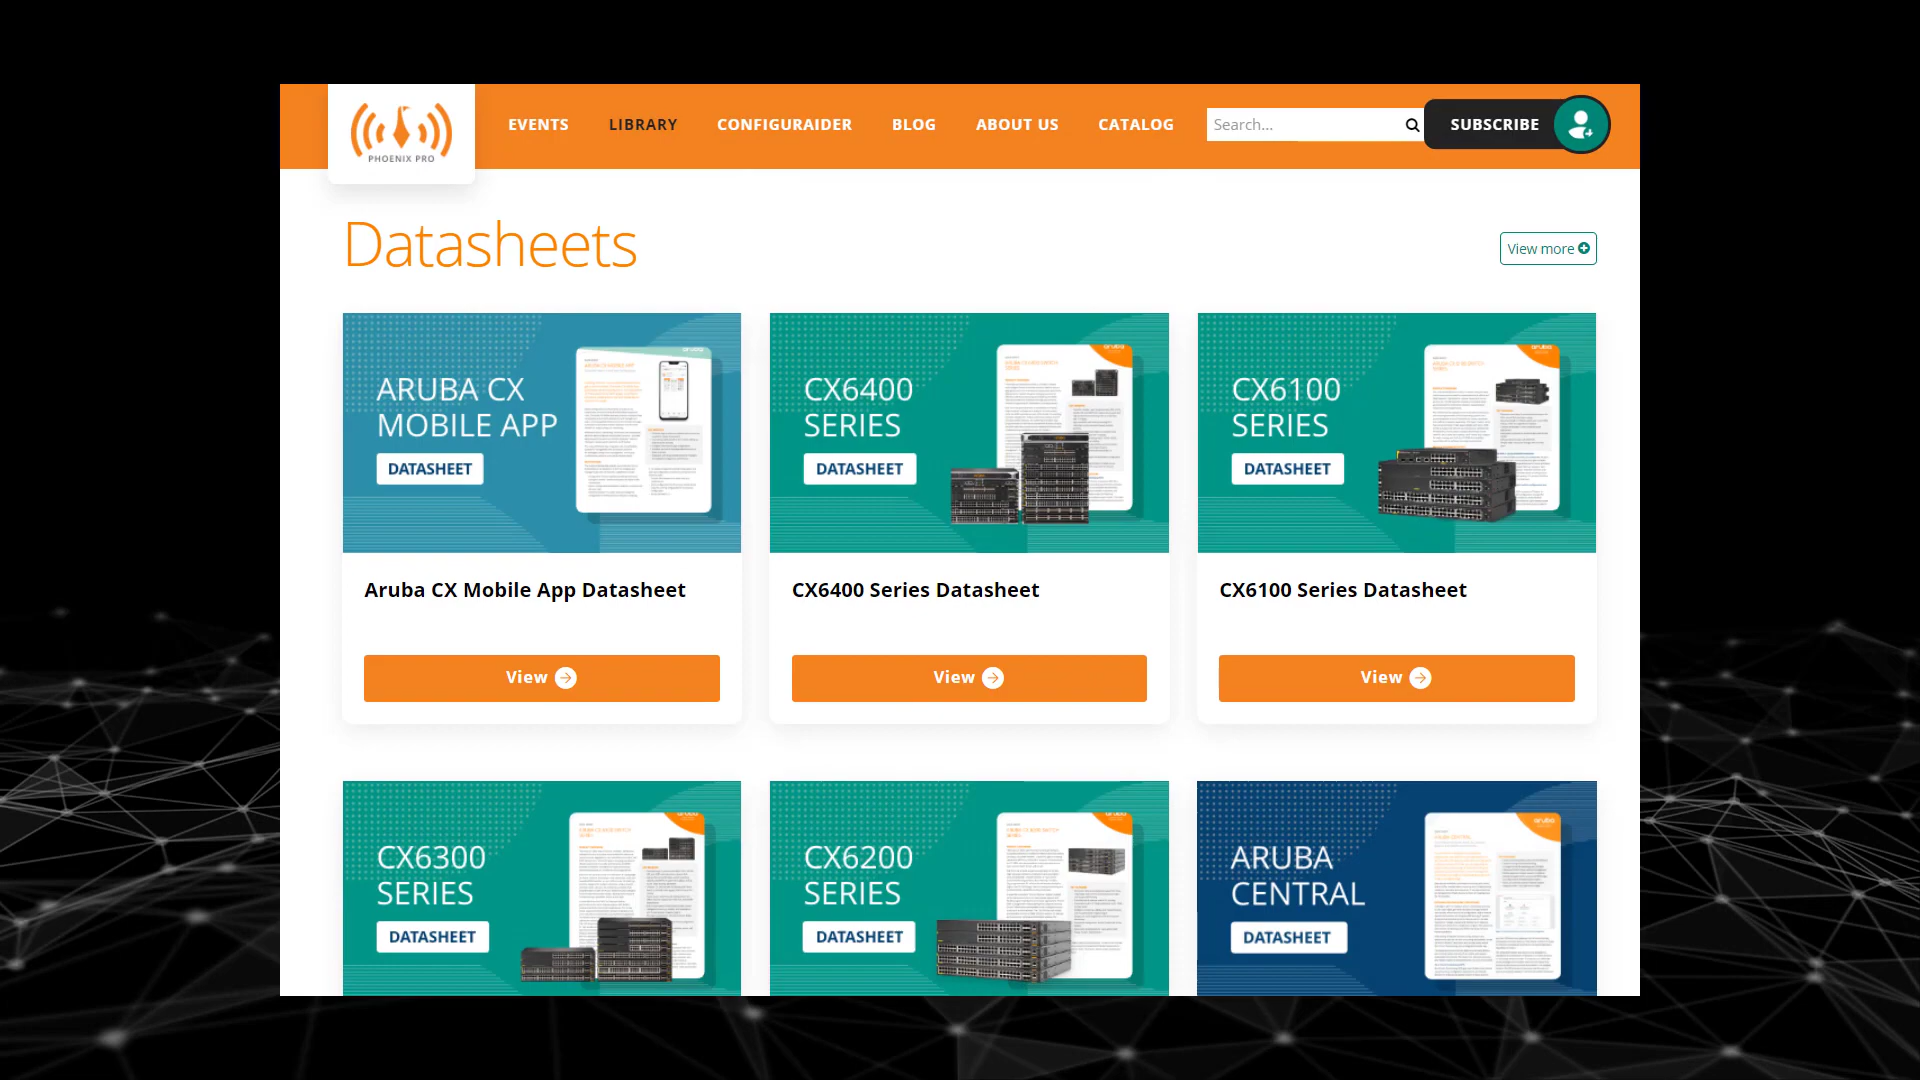 PHOENIX PRO
EVENTS
LIBRARY
CONFIGURAIDER
BLOG
ABOUT US
CATALOG
Search...
SUBSCRIBE
Datasheets
View more
ARUBA CX
MOBILE APP
DATASHEET
CX6400
SERIES
DATASHEET
CX6100
SERIES
DATASHEET
Aruba CX Mobile App Datasheet
CX6400 Series Datasheet
CX6100 Series Datasheet
View
View
View
CX6300
SERIES
DATASHEET
CX6200
SERIES
DATASHEET
ARUBA
CENTRAL
DATASHEET